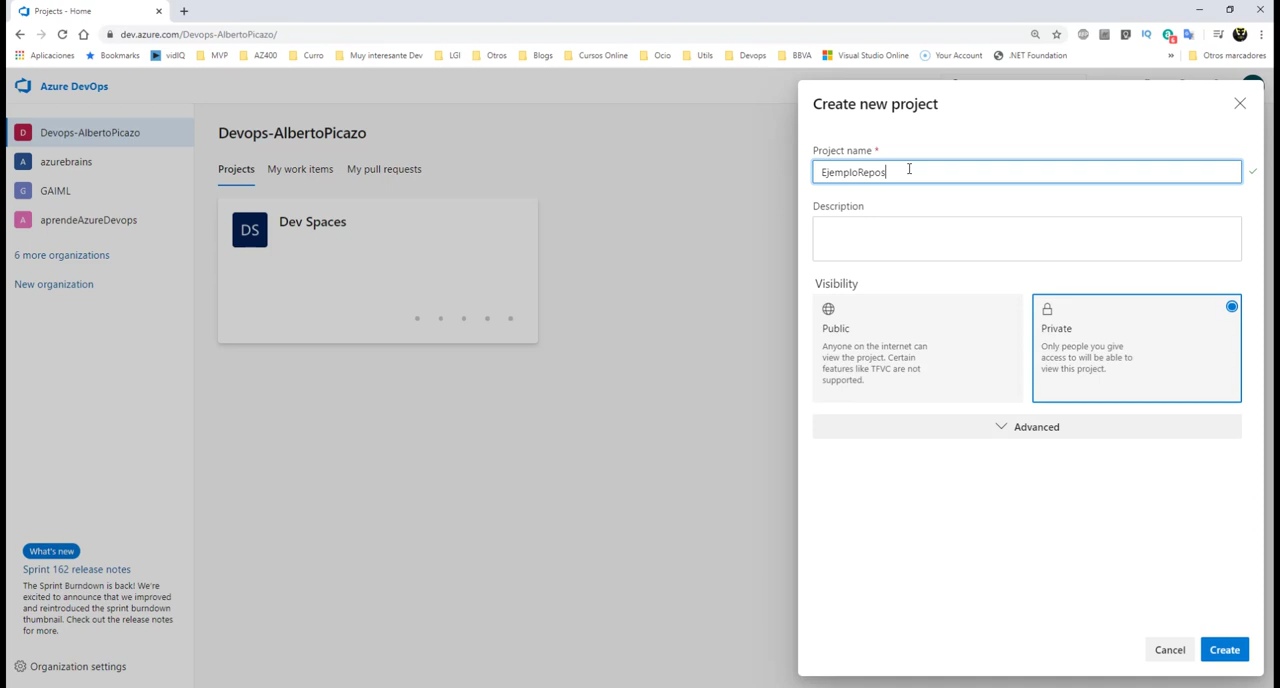 Projects - Home
dev.azure.com/Devops-AlbertoPicazo/
Aplicaciones
Bookmarks
vidIQ
MVP
AZ400
Curro
Muy interesante Dev
LGI
Otros
Blogs
Cursos Online
Ocio
Utils
Devops
BBVA
Visual Studio Online
Your Account
.NET Foundation
»
Otros marcadores
Azure DevOps
D Devops-AlbertoPicazo
A azurebrains
G GAIML
A aprendeAzureDevops
6 more organizations
New organization
What's new
Sprint 162 release notes
The Sprint Burndown is back! We're
excited to announce that we improved
and reintroduced the sprint burndown
thumbnail. Check out the release notes
for more.
Organization settings
Devops-AlbertoPicazo
Projects My work items My pull requests
DS Dev Spaces
Create new project
Project name *
EjemploRepos
Description
Visibility
Public
Anyone on the internet can
view the project. Certain
features like TFVC are not
supported.
Private
Only people you give
access to will be able to
view this project.
Advanced
Cancel
Create